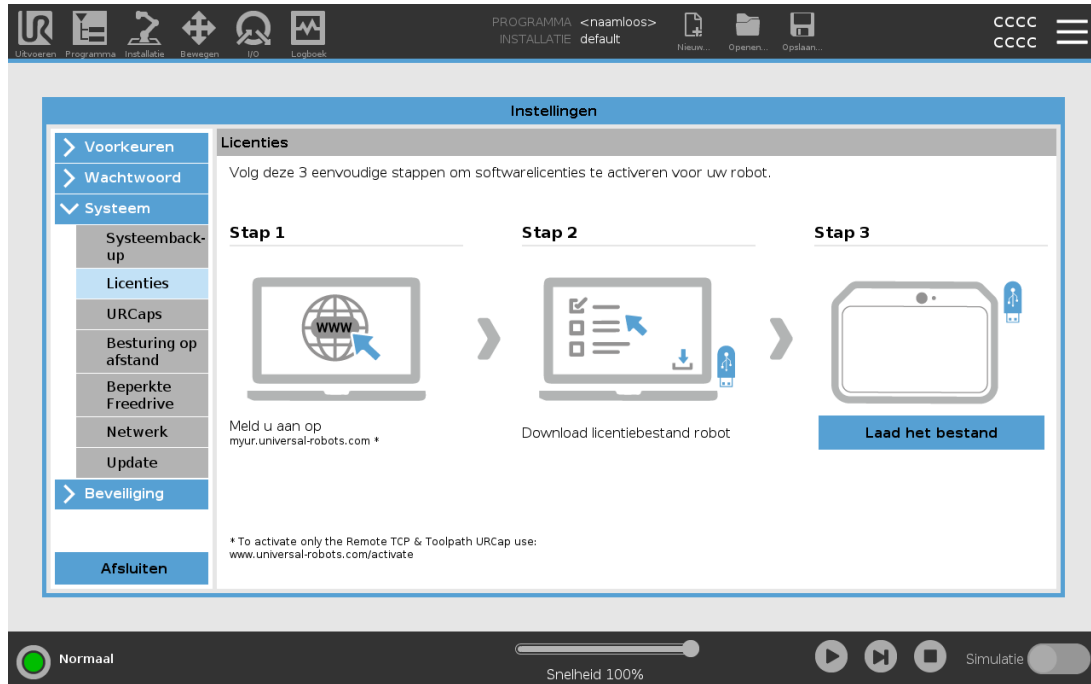 PROGRAMMA <naamloos>
INSTALLATIE default
CCCC
CCCC
Uitvoeren Programma Installatie Bewegen I/O Logboek Nieuw... Openen... Opslaan...
Instellingen
Voorkeuren
Wachtwoord
Systeem
Systeemback-
up
Licenties
URCaps
Besturing op
afstand
Beperkte
Freedrive
Netwerk
Update
Beveiliging
Afsluiten
Licenties
Volg deze 3 eenvoudige stappen om softwarelicenties te activeren voor uw robot.
Stap 1
WWW
Meld u aan op
myur.universal-robots.com *
Stap 2
Download licentiebestand robot
Stap 3
Laad het bestand
* To activate only the Remote TCP & Toolpath URCap use:
www.universal-robots.com/activate
Normaal
Snelheid 100%
Simulatie